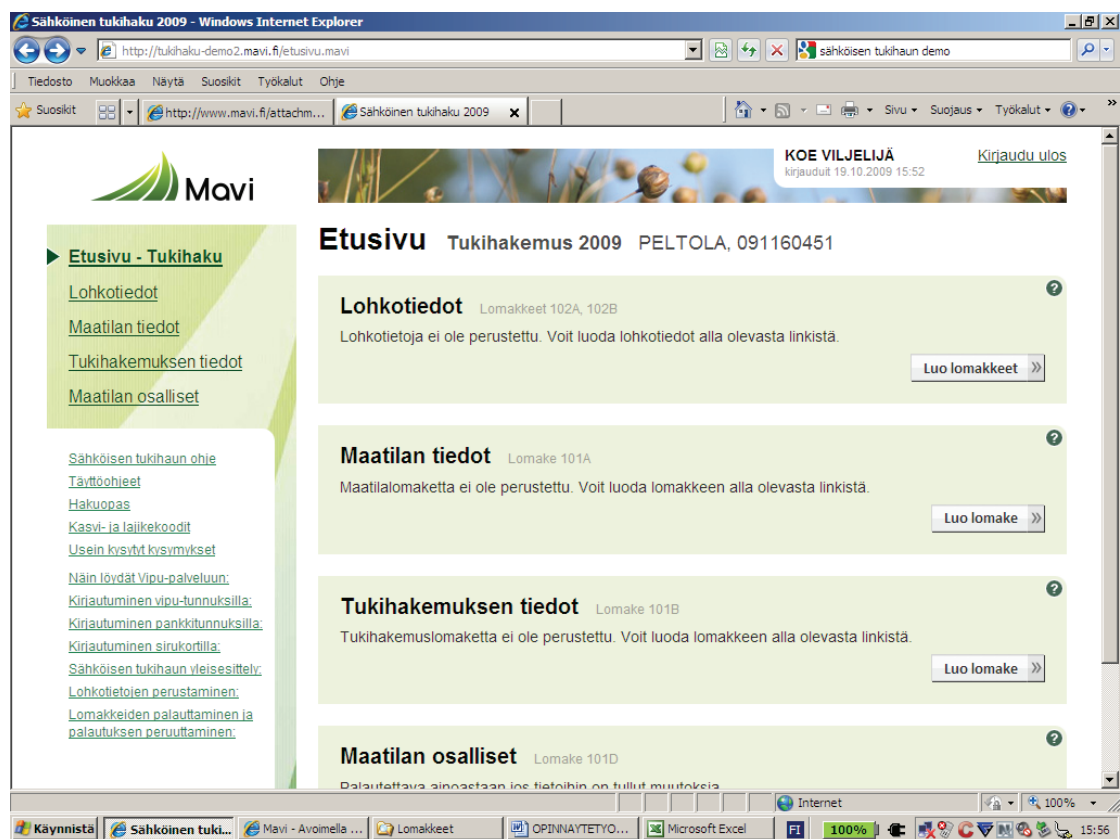 Sähköinen tukihaku 2009 - Windows Internet Explorer
http://tukihaku-demo2.mavi.fi/etusivu.mavi
sähköisen tukihaun demo
Tiedosto Muokkaa Näytä Suosikit Työkalut Ohje
Suosikit http://www.mavi.fi/attachm... Sähköinen tukihaku 2009 Sivu Suojaus Työkalut
Mavi
KOE VILJELIJÄ Kirjaudu ulos
kirjauduit 19.10.2009 15:52
Etusivu - Tukihaku
Lohkotiedot
Maatilan tiedot
Tukihakemuksen tiedot
Maatilan osalliset
Sähköisen tukihaun ohje
Täyttöohjeet
Hakuopas
Kasvi- ja lajikekoodit
Usein kysytyt kysymykset
Näin löydät Vipu-palveluun:
Kirjautuminen vipu-tunnuksilla:
Kirjautuminen pankkitunnuksilla:
Kirjautuminen sirukortilla:
Sähköisen tukihaun yleisesittely:
Lohkotietojen perustaminen:
Lomakkeiden palauttaminen ja
palautuksen peruuttaminen:
Etusivu Tukihakemus 2009 PELTOLA, 091160451
Lohkotiedot Lomakkeet 102A, 102B
Lohkotietoja ei ole perustettu. Voit luoda lohkotiedot alla olevasta linkistä.
Luo lomakkeet »
Maatilan tiedot Lomake 101A
Maatilalomaketta ei ole perustettu. Voit luoda lomakkeen alla olevasta linkistä.
Luo lomake »
Tukihakemuksen tiedot Lomake 101B
Tukihakemuslomaketta ei ole perustettu. Voit luoda lomakkeen alla olevasta linkistä.
Luo lomake »
Maatilan osalliset Lomake 101D
Palautettava ainoastaan jos tietoihin on tullut muutoksia
Internet 100%
Käynnistä Sähköinen tuki... Mavi - Avoimella ... Lomakkeet OPINNAYTETYO... Microsoft Excel FI 100% 15:56